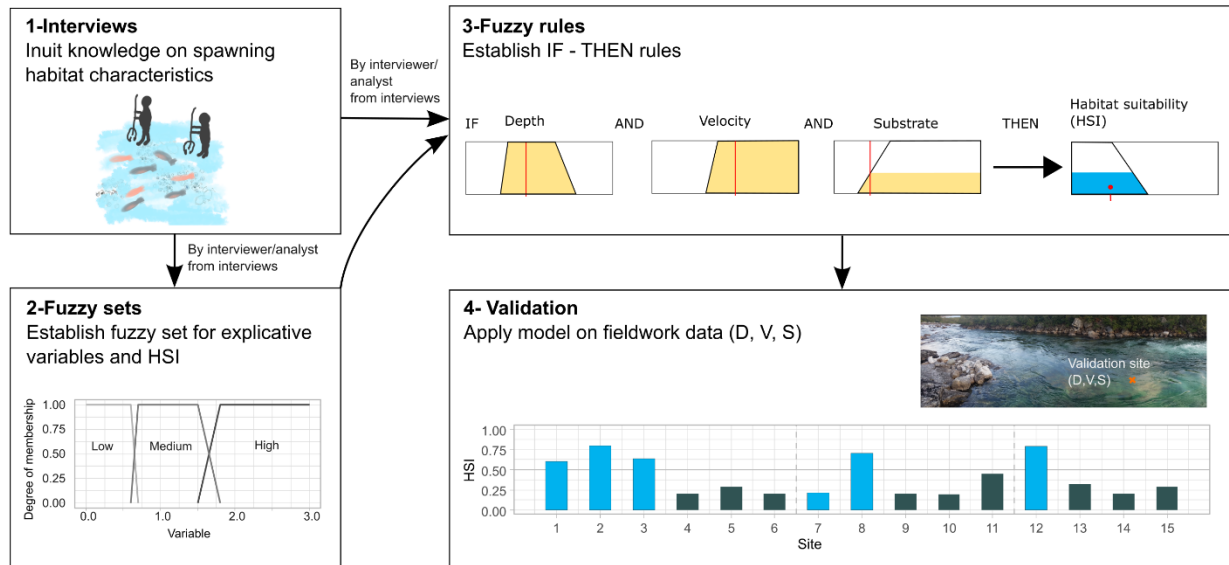 1-Interviews
Inuit knowledge on spawning
habitat characteristics
By interviewer/
analyst
from interviews
By interviewer/analyst
from interviews
2-Fuzzy sets
Establish fuzzy set for explicative
variables and HSI
Degree of membership
1.00
0.75
0.50
0.25
0.00
Low
Medium
High
0.0
1.0
2.0
3.0
Variable
3-Fuzzy rules
Establish IF - THEN rules
IF
Depth
AND
Velocity
AND
Substrate
THEN
Habitat suitability
(HSI)
4- Validation
Apply model on fieldwork data (D, V, S)
Validation site
(D,V,S)
HSI
1.00
0.75
0.50
0.25
0.00
1 2 3 4 5 6 7 8 9 10 11 12 13 14 15
Site